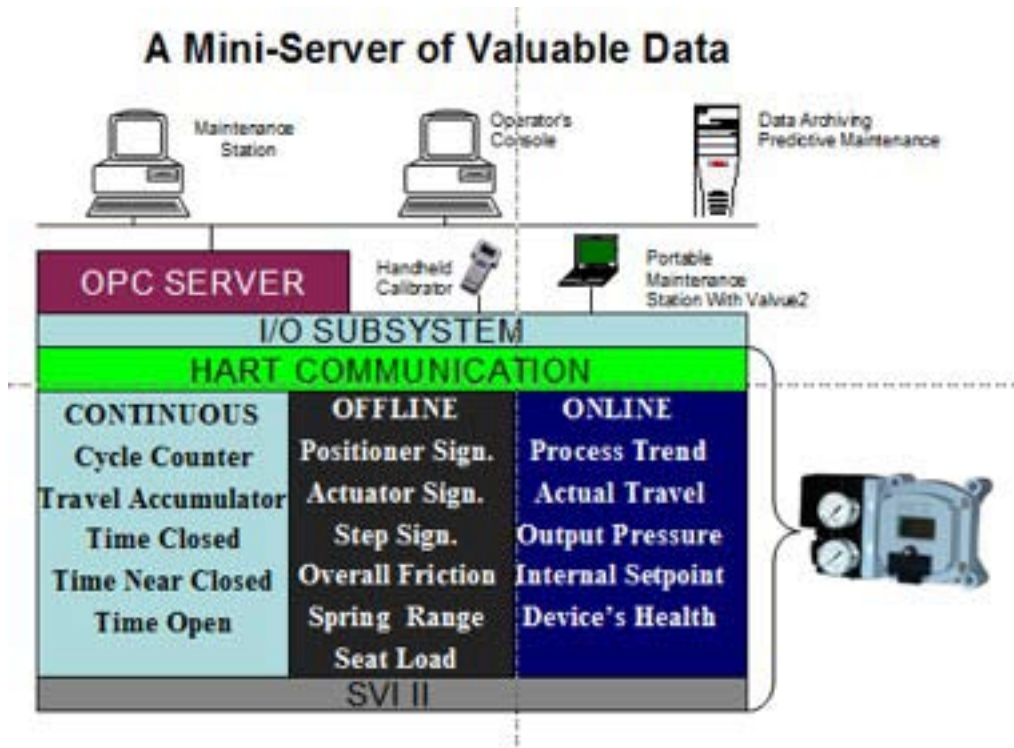 A Mini-Server of Valuable Data
Maintenance
Station
Operator's
Console
Data Archiving
Predictive Maintenance
OPC SERVER
Handheld
Calibrator
Portable
Maintenance
Station With Valvue2
I/O SUBSYSTEM
HART COMMUNICATION
CONTINUOUS
Cycle Counter
Travel Accumulator
Time Closed
Time Near Closed
Time Open
OFFLINE
Positioner Sign.
Actuator Sign.
Step Sign.
Overall Friction
Spring Range
Seat Load
ONLINE
Process Trend
Actual Travel
Output Pressure
Internal Setpoint
Device's Health
SVI II